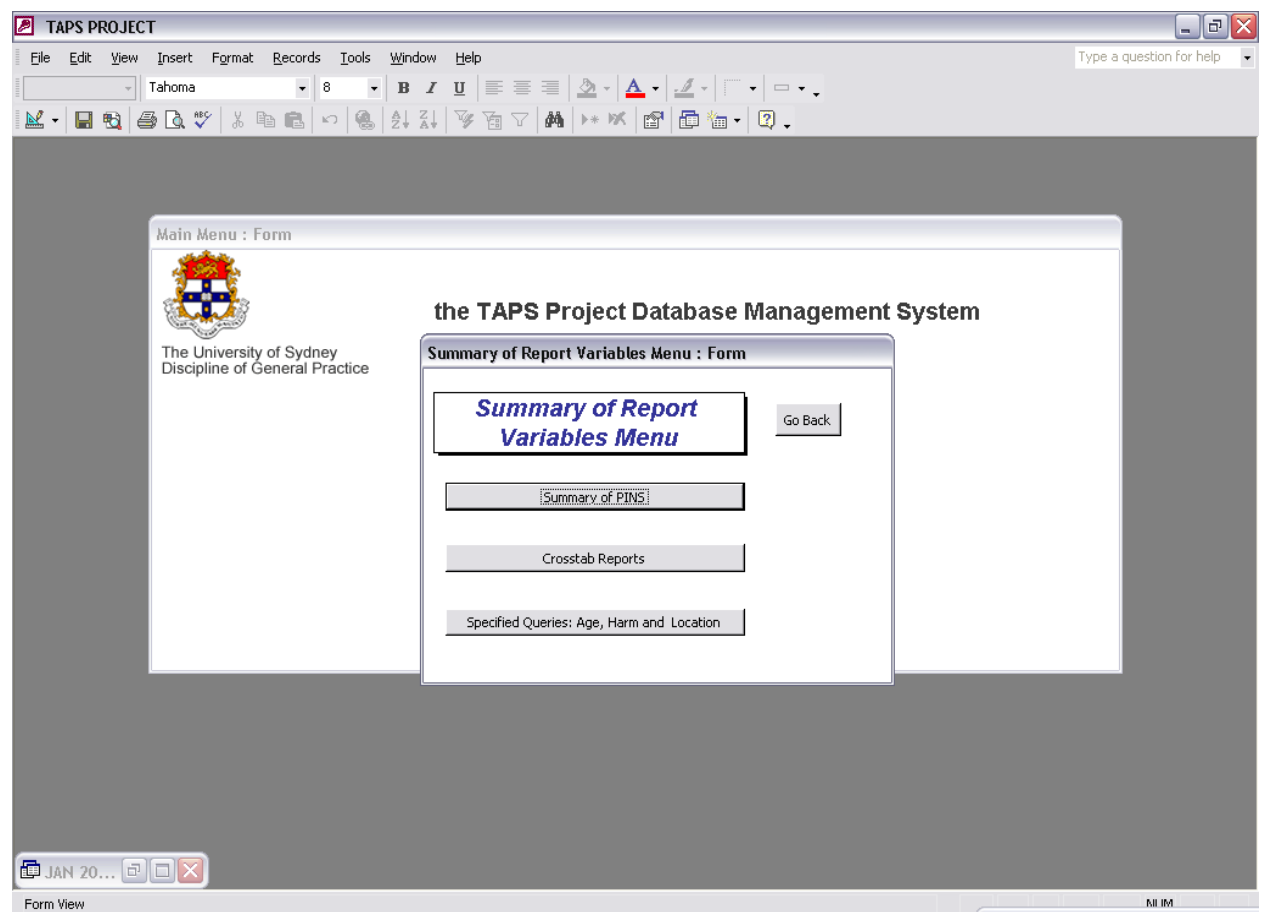 TAPS PROJECT
File Edit View Insert Format Records Tools Window Help Type a question for help
Tahoma 8 B I U A
Main Menu : Form
the TAPS Project Database Management System
The University of Sydney
Discipline of General Practice
Summary of Report Variables Menu : Form
Summary of Report
Variables Menu
Go Back
Summary of PINS
Crosstab Reports
Specified Queries: Age, Harm and Location
JAN 20...
Form View